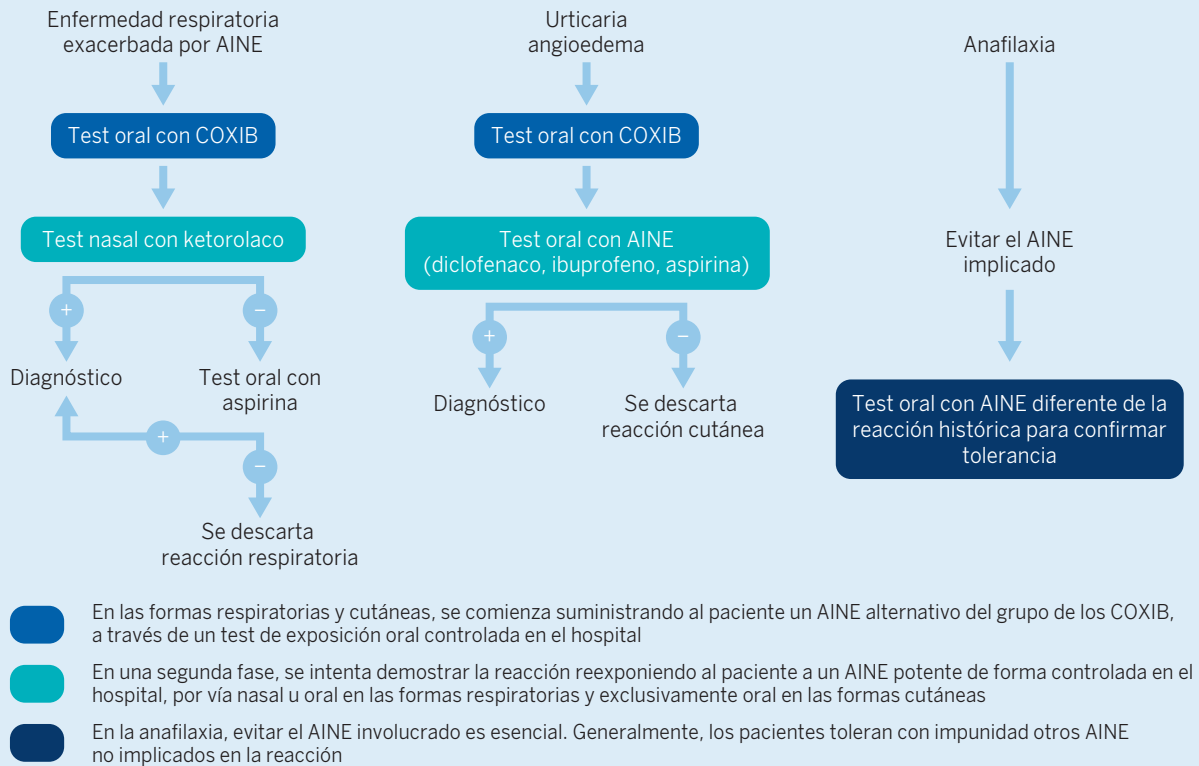 Enfermedad respiratoria
exacerbada por AINE
Test oral con COXIB
Test nasal con ketorolaco
+
−
Diagnóstico
Test oral con
aspirina
+
−
Se descarta
reacción respiratoria
Urticaria
angioedema
Test oral con COXIB
Test oral con AINE
(diclofenaco, ibuprofeno, aspirina)
+
−
Diagnóstico
Se descarta
reacción cutánea
Anafilaxia
Evitar el AINE
implicado
Test oral con AINE diferente de la
reacción histórica para confirmar
tolerancia
En las formas respiratorias y cutáneas, se comienza suministrando al paciente un AINE alternativo del grupo de los COXIB,
a través de un test de exposición oral controlada en el hospital
En una segunda fase, se intenta demostrar la reacción reexponiendo al paciente a un AINE potente de forma controlada en el
hospital, por vía nasal u oral en las formas respiratorias y exclusivamente oral en las formas cutáneas
En la anafilaxia, evitar el AINE involucrado es esencial. Generalmente, los pacientes toleran con impunidad otros AINE
no implicados en la reacción